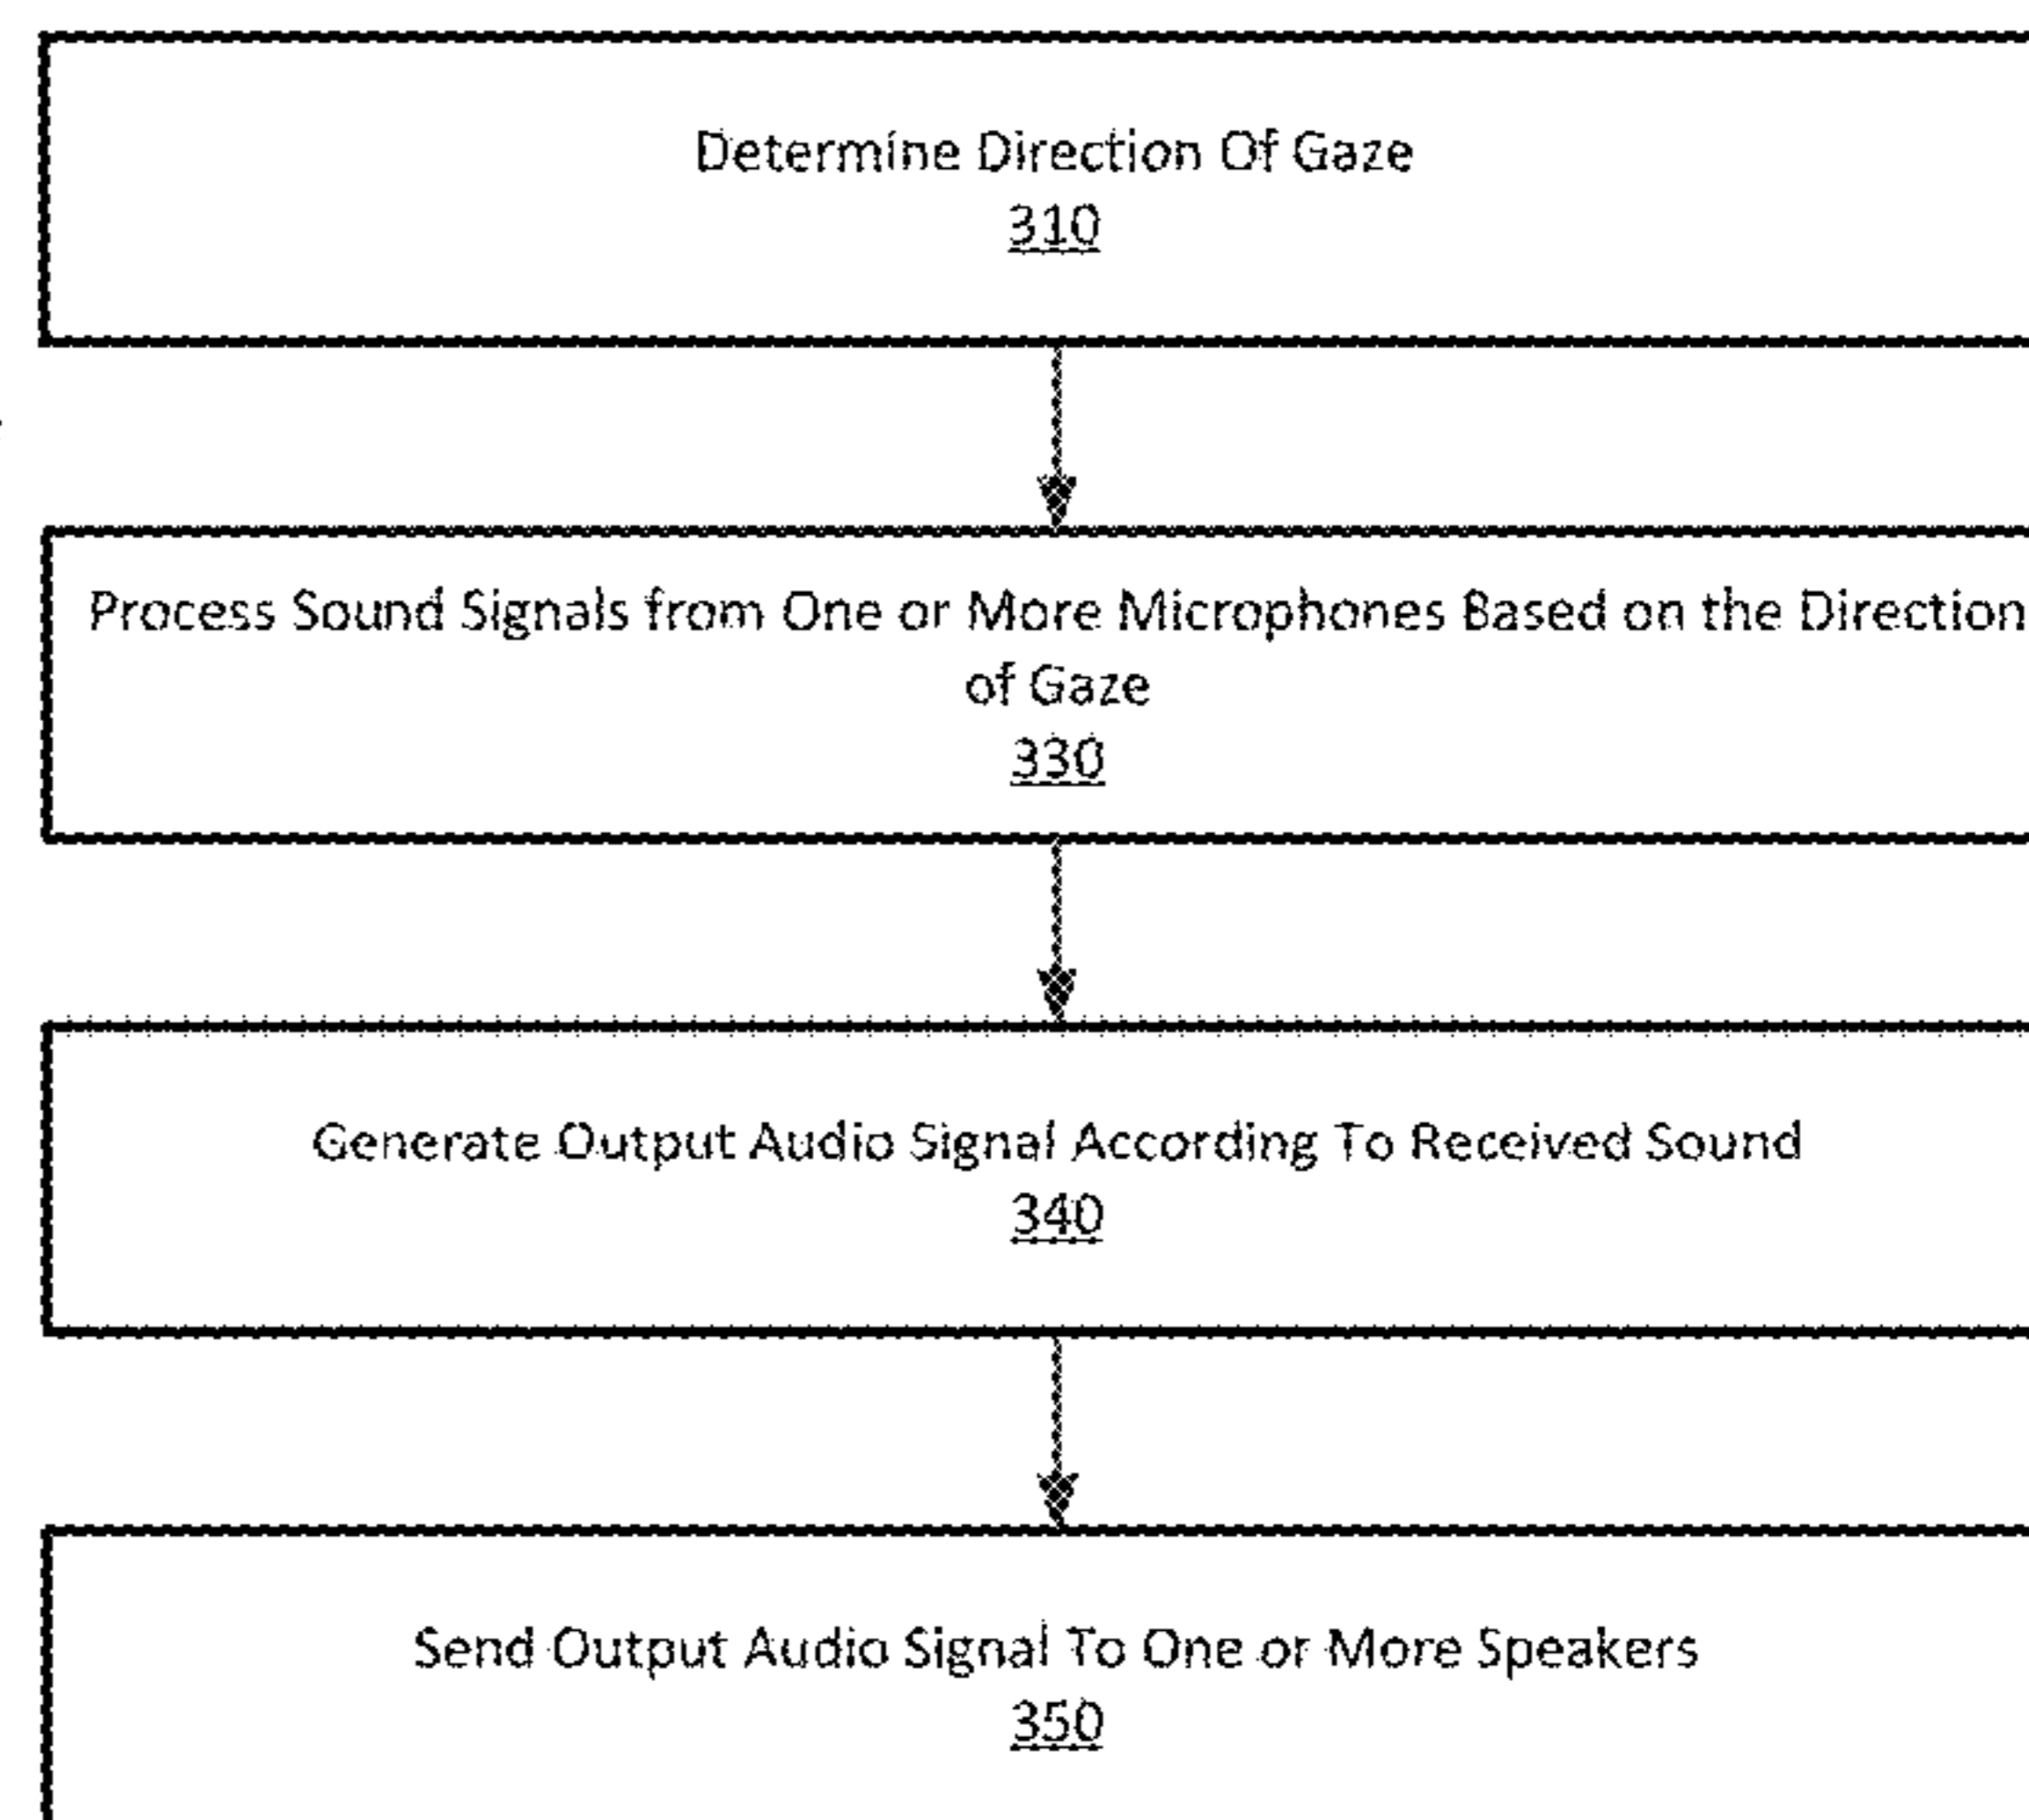 Determine Direction Of Gaze
310
Process Sound Signals from One or More Microphones Based on the Direction
of Gaze
330
Generate Output Audio Signal According To Received Sound
340
Send Output Audio Signal To One or More Speakers
350